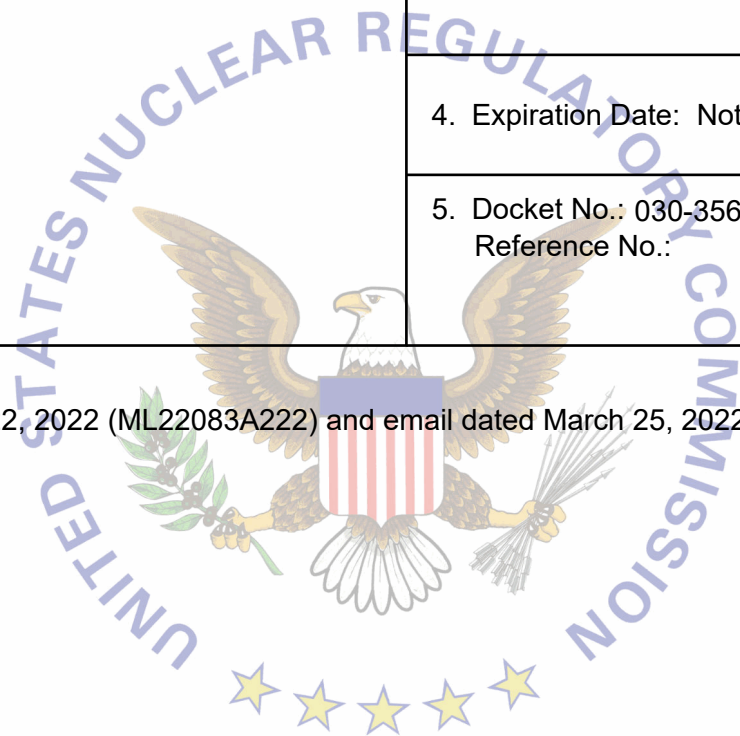 UNITED STATES NUCLEAR REGULATORY COMMISSION
4. Expiration Date: Not
5. Docket No.: 030-356
Reference No.:
2, 2022 (ML22083A222) and email dated March 25, 2022